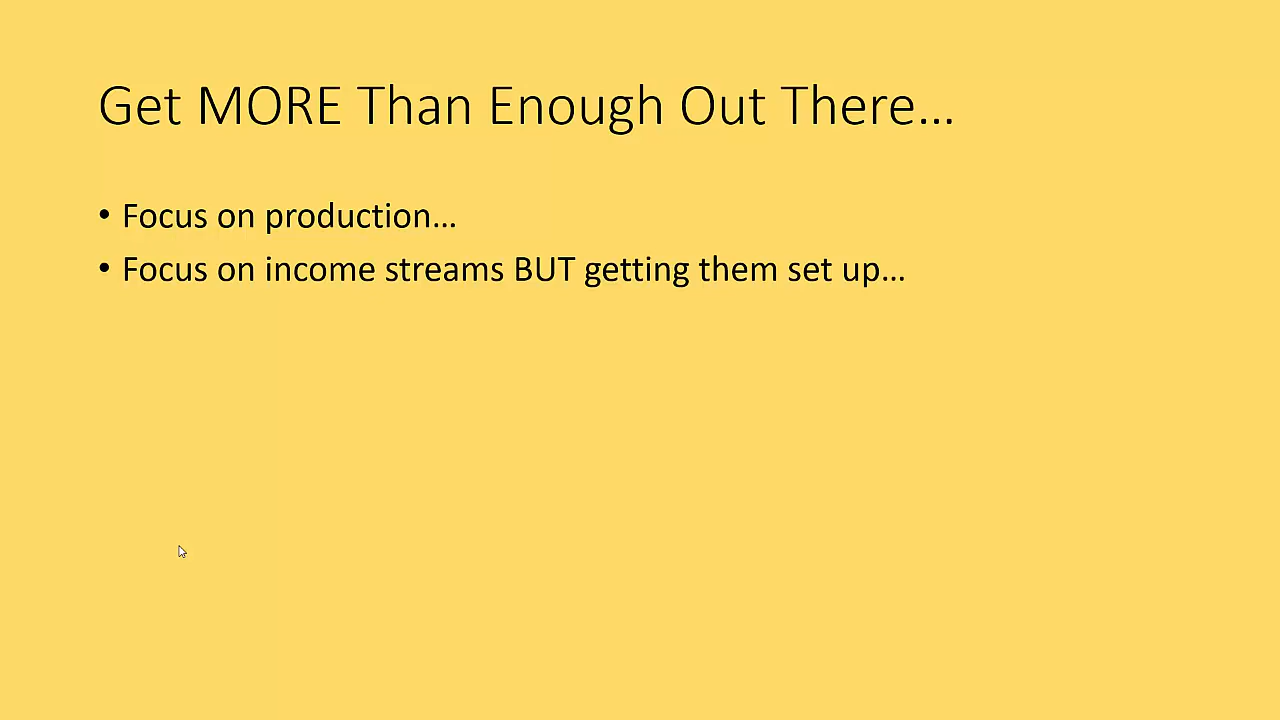 Get MORE Than Enough Out There…
• Focus on production…
• Focus on income streams BUT getting them set up…